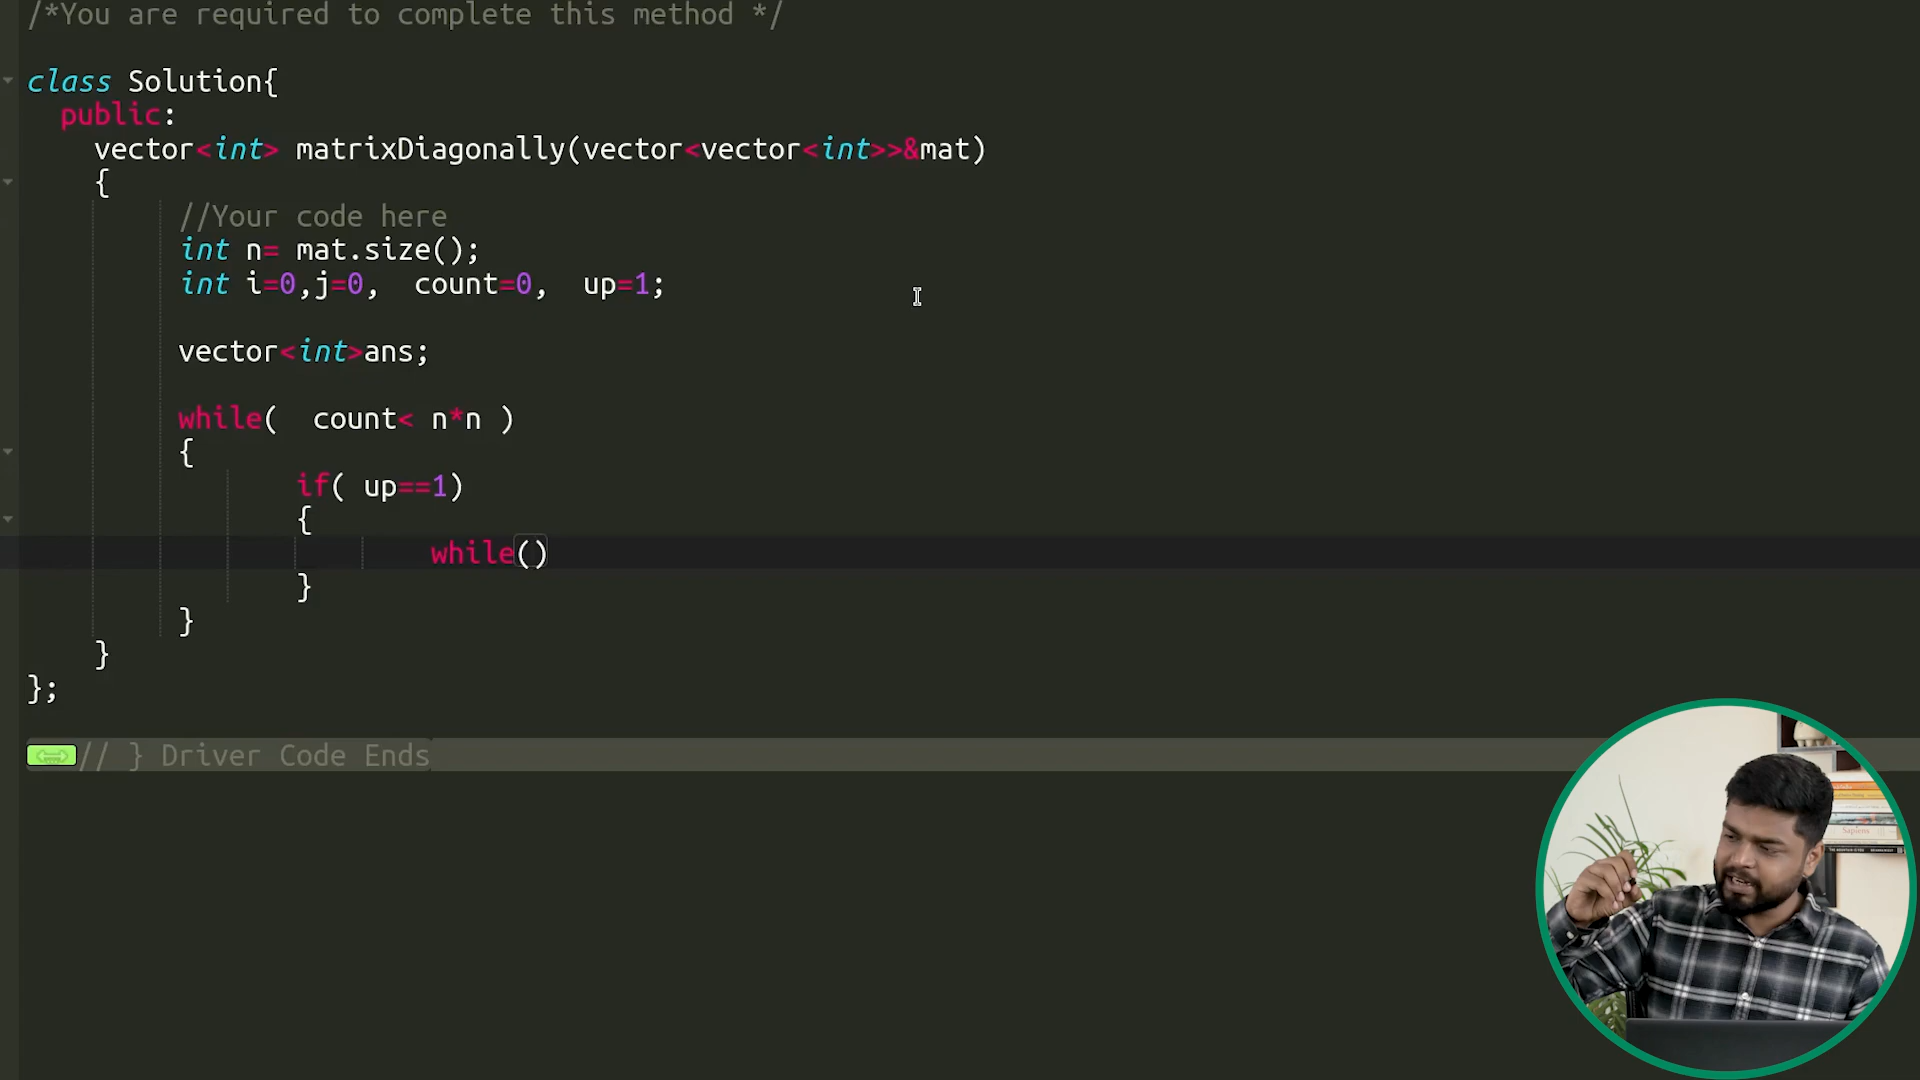 /*You are required to complete this method */
class Solution{
public:
vector<int> matrixDiagonally(vector<vector<int>>&mat)
{
//Your code here
int n= mat.size();
int i=0,j=0,  count=0,  up=1;
vector<int>ans;
while(  count< n*n )
{
if( up==1)
{
while()
}
}
}
};
// } Driver Code Ends
Sapiens